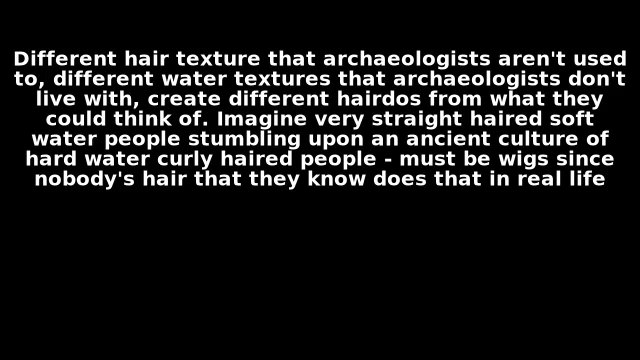 Different hair texture that archaeologists aren't used
to, different water textures that archaeologists don't
live with, create different hairdos from what they
could think of. Imagine very straight haired soft
water people stumbling upon an ancient culture of
hard water curly haired people - must be wigs since
nobody's hair that they know does that in real life